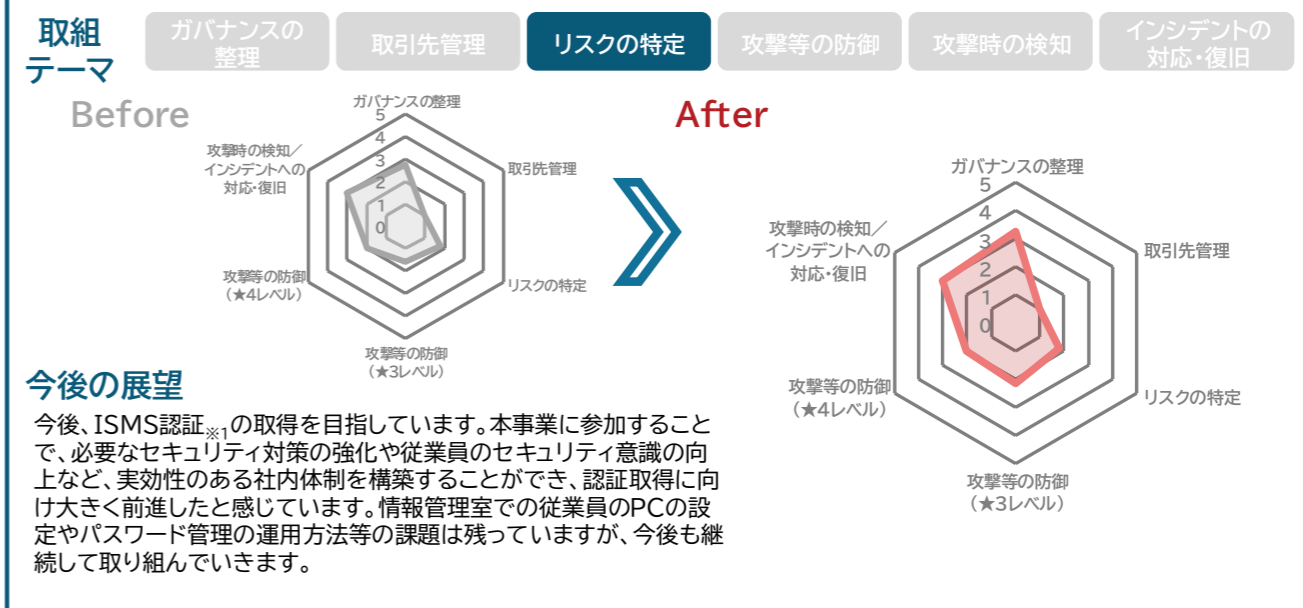 取組
テーマ
ガバナンスの
整理
取引先管理
リスクの特定
攻撃等の防御
攻撃時の検知
インシデントの
対応・復旧
Before
ガバナンスの整理
5
4
3
2
1
0
取引先管理
リスクの特定
攻撃等の防御
（★3レベル）
攻撃等の防御
（★4レベル）
攻撃時の検知／
インシデントへの
対応・復旧
After
ガバナンスの整理
5
4
3
2
1
0
取引先管理
リスクの特定
攻撃等の防御
（★3レベル）
攻撃等の防御
（★4レベル）
攻撃時の検知／
インシデントへの
対応・復旧
今後の展望
今後、ISMS認証※1の取得を目指しています。本事業に参加すること
で、必要なセキュリティ対策の強化や従業員のセキュリティ意識の向
上など、実効性のある社内体制を構築することができ、認証取得に向
け大きく前進したと感じています。情報管理室での従業員のPCの設
定やパスワード管理の運用方法等の課題は残っていますが、今後も継
続して取り組んでいきます。